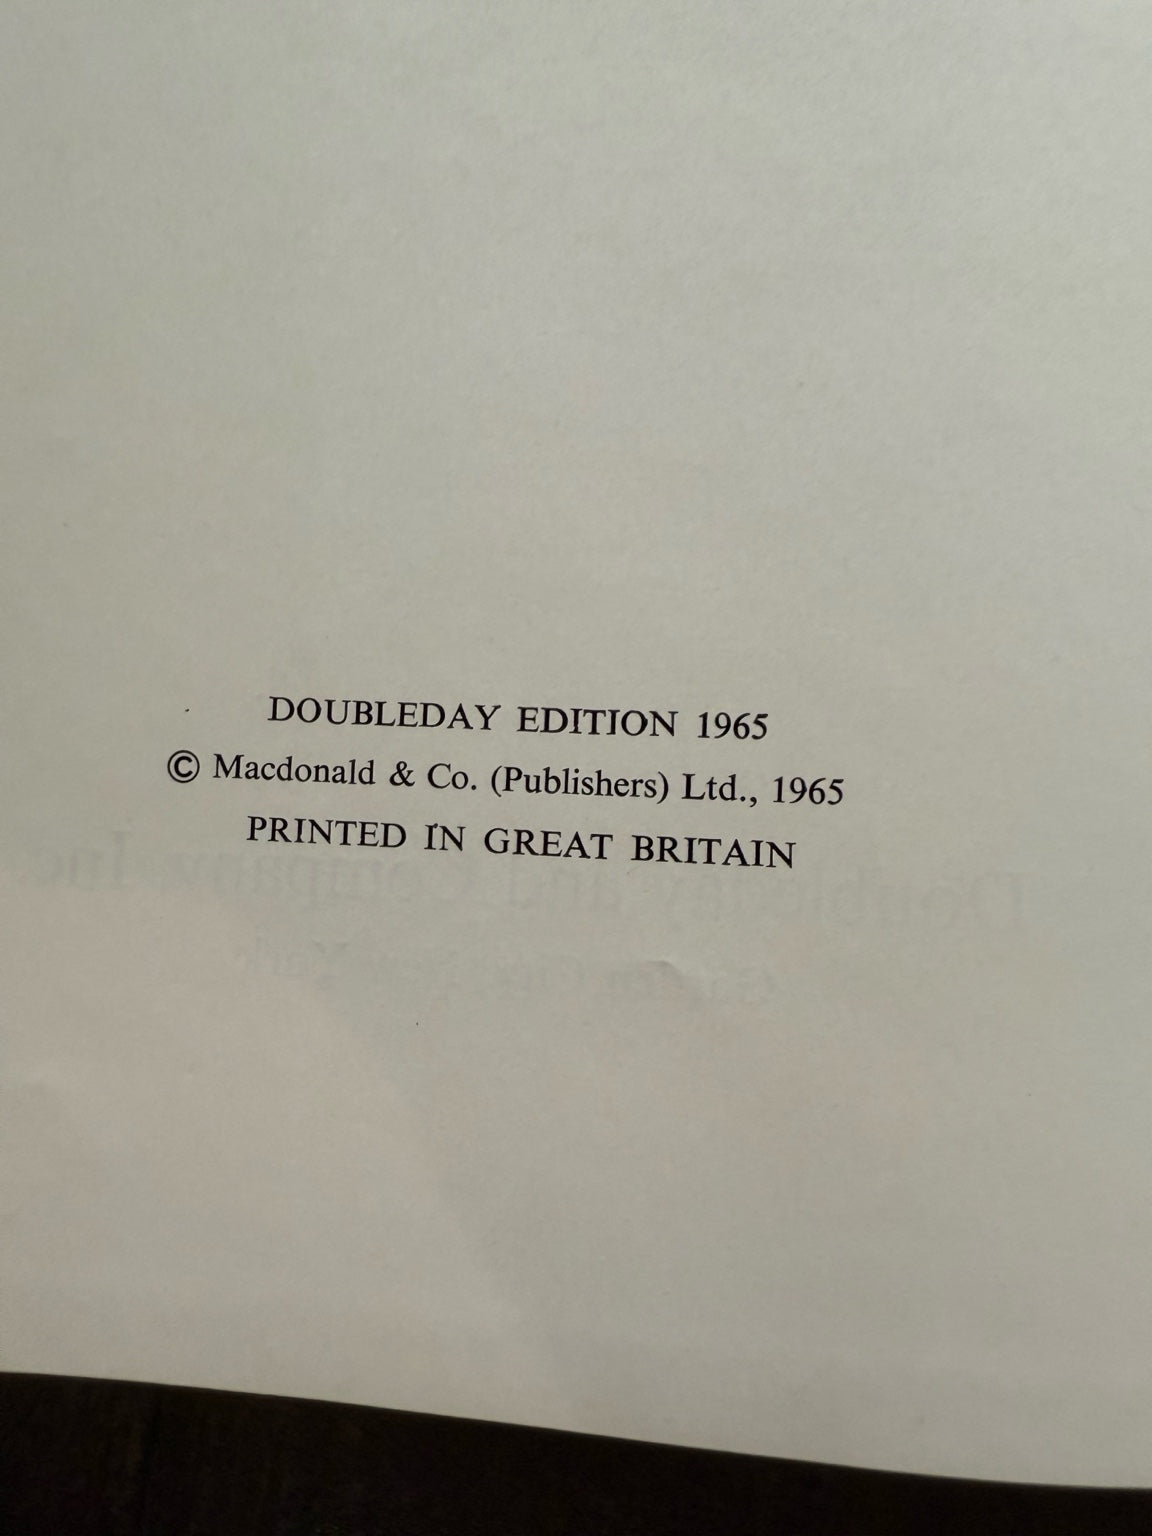 DOUBLEDAY EDITION 1965
© Macdonald & Co. (Publishers) Ltd., 1965
PRINTED IN GREAT BRITAIN